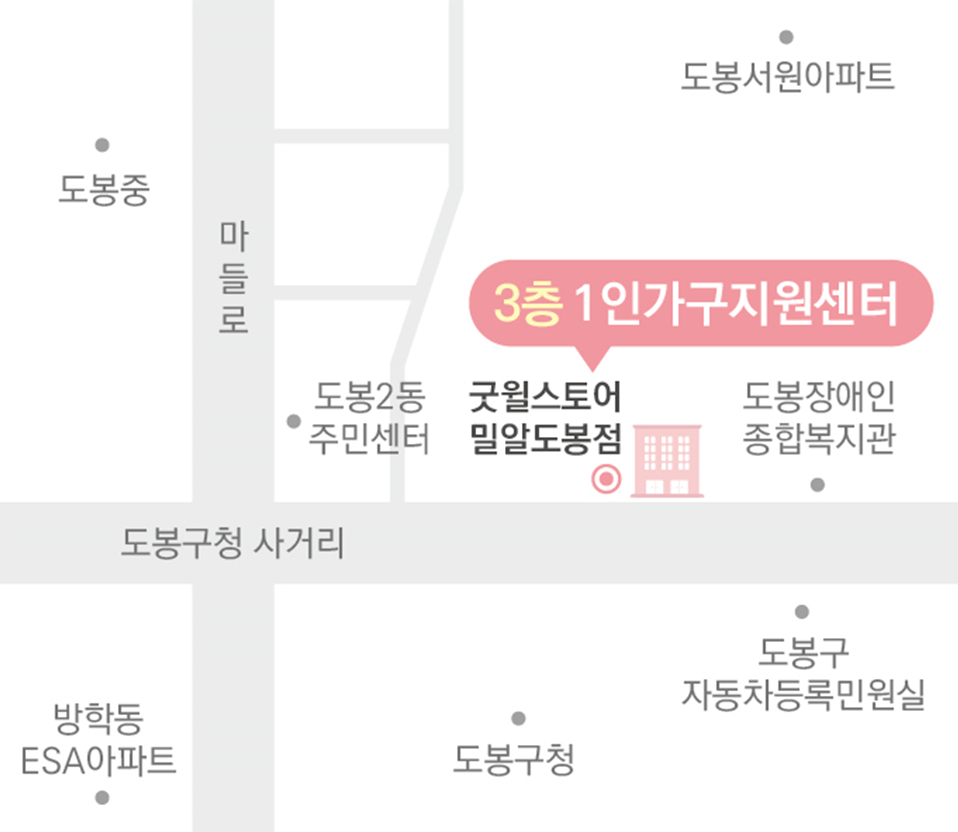 도봉서원아파트
도봉중
마들로
3층 1인가구지원센터
도봉2동
주민센터
굿윌스토어
밀알도봉점
도봉장애인
종합복지관
도봉구청 사거리
도봉구
자동차등록민원실
방학동
ESA아파트
도봉구청